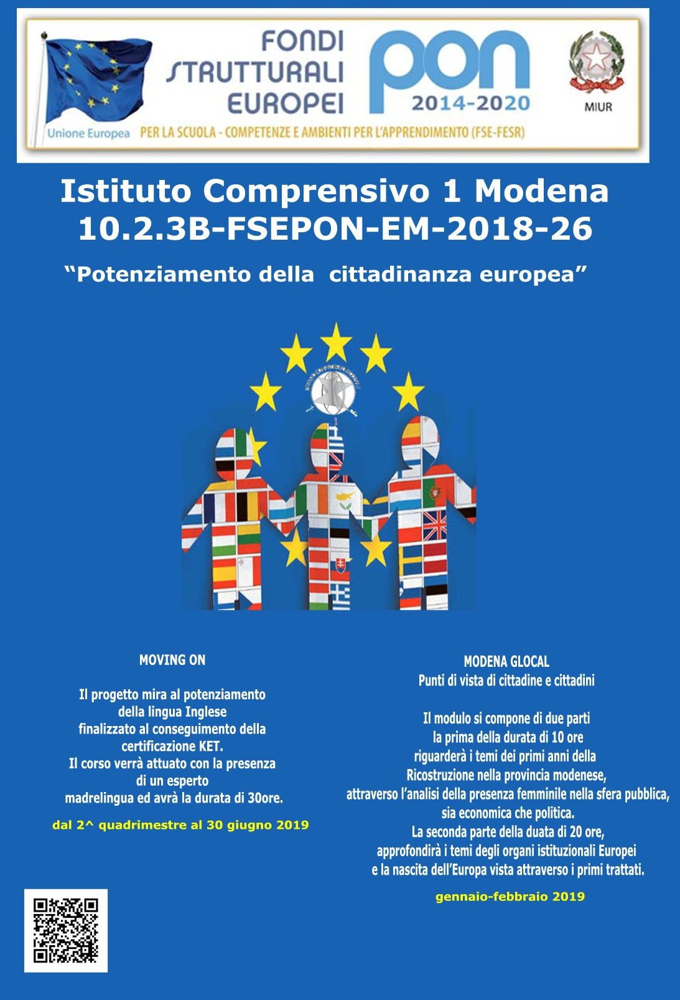 FONDI
STRUTTURALI
EUROPEI
pon
2014-2020
MIUR
Unione Europea
PER LA SCUOLA - COMPETENZE E AMBIENTI PER L'APPRENDIMENTO (FSE-FESR)
Istituto Comprensivo 1 Modena
10.2.3B-FSEPON-EM-2018-26
“Potenziamento della cittadinanza europea”
MOVING ON
Il progetto mira al potenziamento
della lingua Inglese
finalizzato al conseguimento della
certificazione KET.
Il corso verrà attuato con la presenza
di un esperto
madrelingua ed avrà la durata di 30ore.
dal 2^ quadrimestre al 30 giugno 2019
MODENA GLOCAL
Punti di vista di cittadine e cittadini
Il modulo si compone di due parti
la prima della durata di 10 ore
riguarderà i temi dei primi anni della
Ricostruzione nella provincia modenese,
attraverso l’analisi della presenza femminile nella sfera pubblica,
sia economica che politica.
La seconda parte della duata di 20 ore,
approfondirà i temi degli organi istituzionali Europei
e la nascita dell’Europa vista attraverso i primi trattati.
gennaio-febbraio 2019